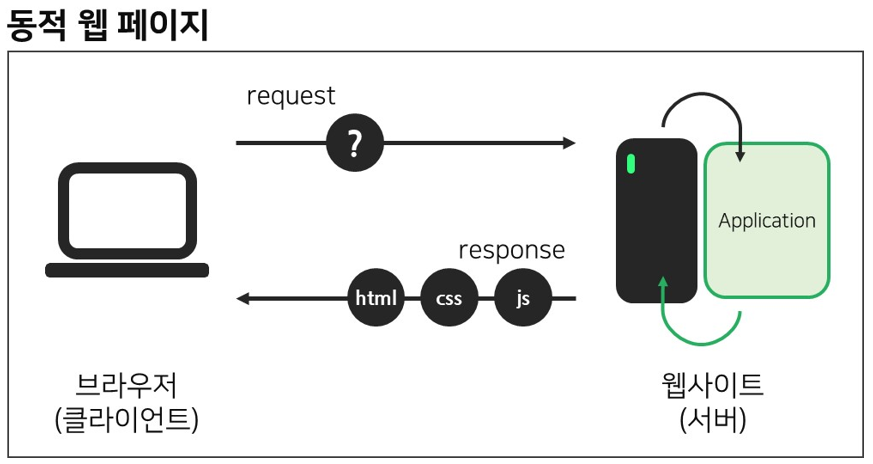 동적 웹 페이지
request
?
Application
response
html css js
브라우저
(클라이언트)
웹사이트
(서버)